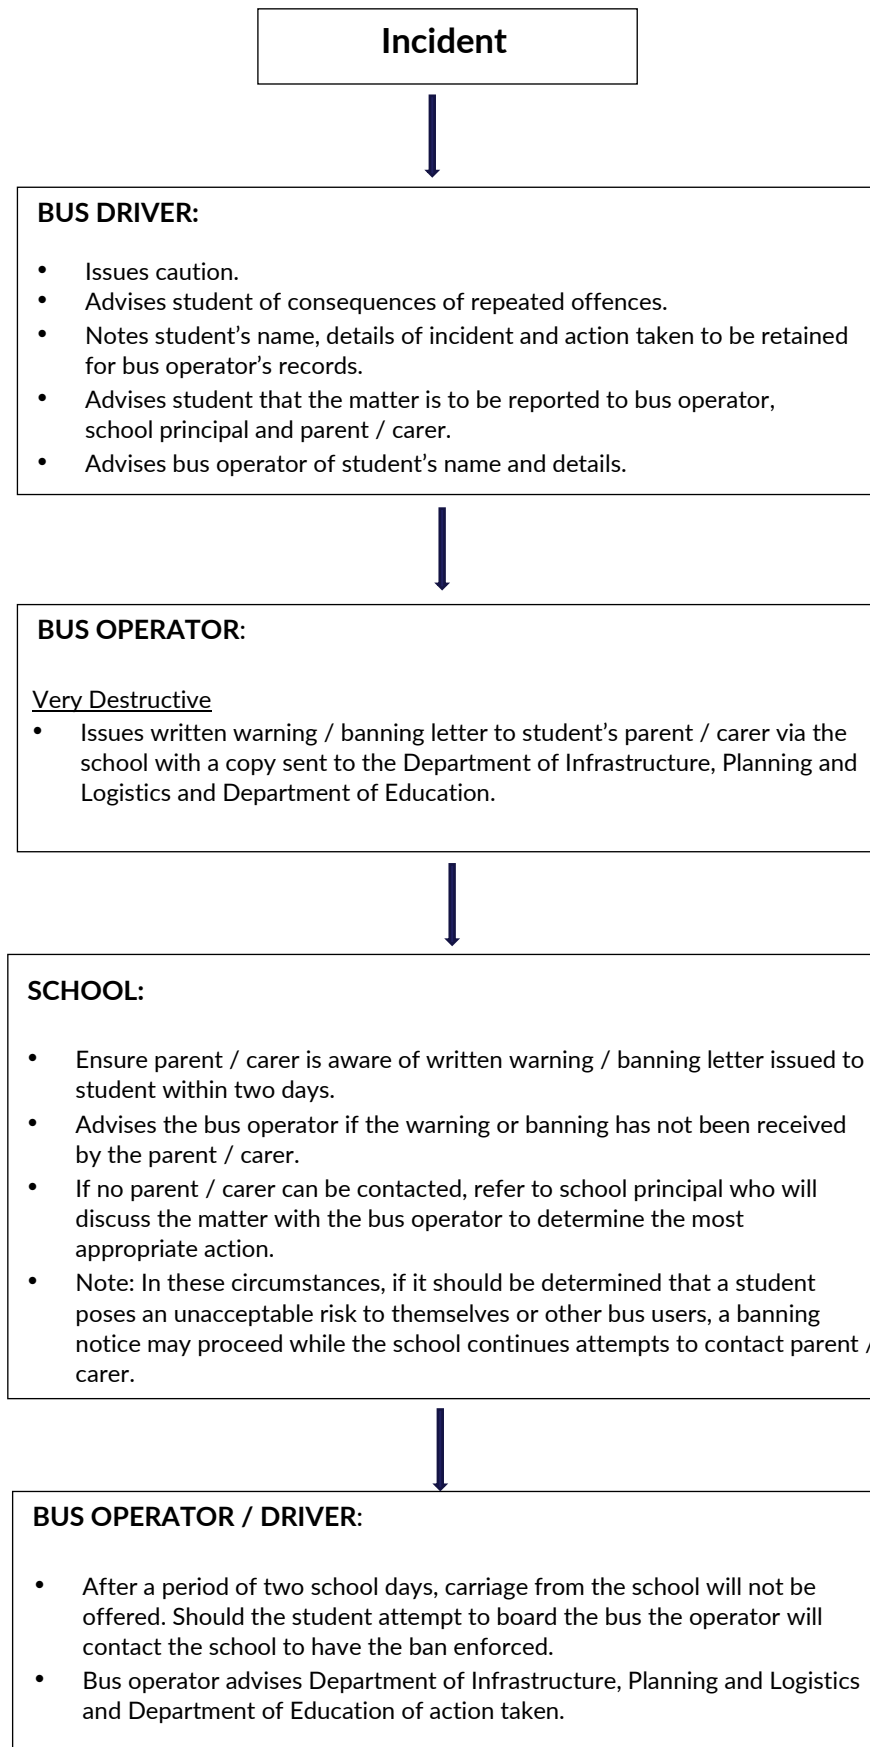 Incident
BUS DRIVER:
• Issues caution.
• Advises student of consequences of repeated offences.
• Notes student’s name, details of incident and action taken to be retained
for bus operator’s records.
• Advises student that the matter is to be reported to bus operator,
school principal and parent / carer.
• Advises bus operator of student’s name and details.
BUS OPERATOR:
Very Destructive
• Issues written warning / banning letter to student’s parent / carer via the
school with a copy sent to the Department of Infrastructure, Planning and
Logistics and Department of Education.
SCHOOL:
• Ensure parent / carer is aware of written warning / banning letter issued to
student within two days.
• Advises the bus operator if the warning or banning has not been received
by the parent / carer.
• If no parent / carer can be contacted, refer to school principal who will
discuss the matter with the bus operator to determine the most
appropriate action.
• Note: In these circumstances, if it should be determined that a student
poses an unacceptable risk to themselves or other bus users, a banning
notice may proceed while the school continues attempts to contact parent /
carer.
BUS OPERATOR / DRIVER:
• After a period of two school days, carriage from the school will not be
offered. Should the student attempt to board the bus the operator will
contact the school to have the ban enforced.
• Bus operator advises Department of Infrastructure, Planning and Logistics
and Department of Education of action taken.